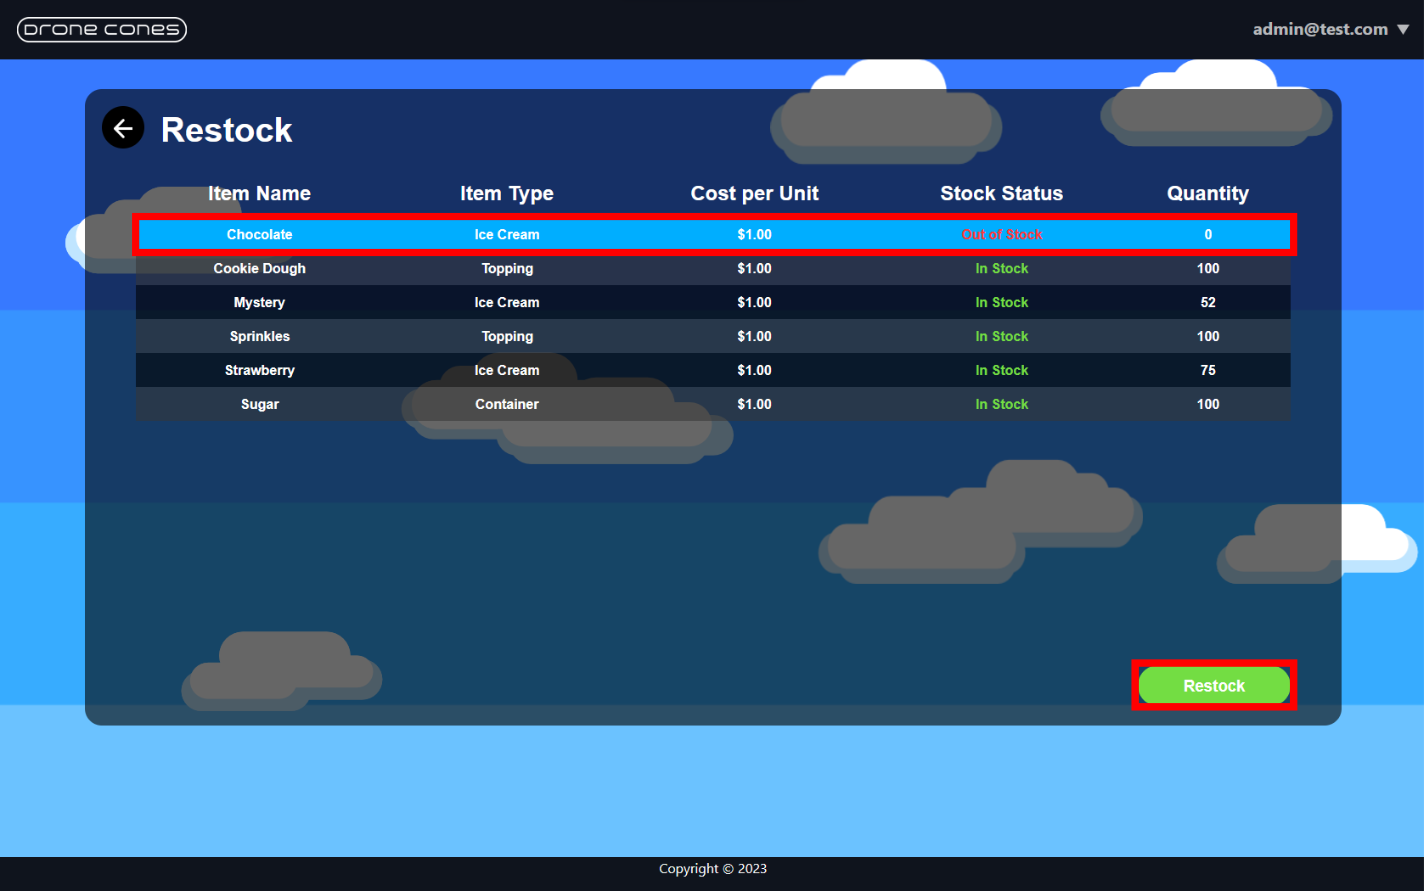 Drone Cones
admin@test.com ▼
Restock
Item Name Item Type Cost per Unit Stock Status Quantity
Chocolate Ice Cream $1.00 Out of Stock 0
Cookie Dough Topping $1.00 In Stock 100
Mystery Ice Cream $1.00 In Stock 52
Sprinkles Topping $1.00 In Stock 100
Strawberry Ice Cream $1.00 In Stock 75
Sugar Container $1.00 In Stock 100
Restock
Copyright © 2023